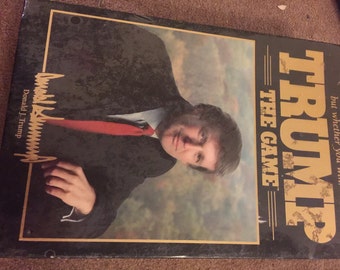 but whether you win
TRUMP
THE GAME
Donald J. Trump